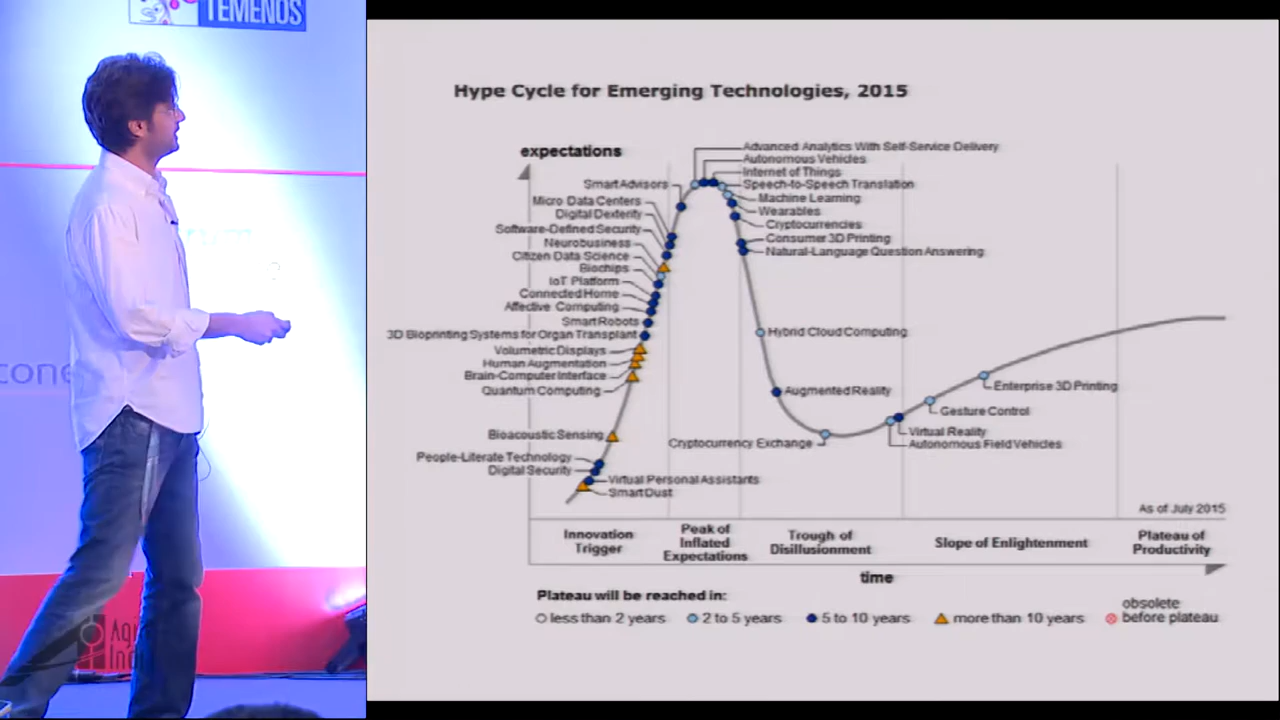 TEMENOS
cone
Agi
Ind
Hype Cycle for Emerging Technologies, 2015
expectations
Advanced Analytics With Self-Service Delivery
Autonomous Vehicles
Internet of Things
Speech-to-Speech Translation
Machine Learning
Wearables
Cryptocurrencies
Consumer 3D Printing
Natural-Language Question Answering
Smart Advisors
Micro Data Centers
Digital Dexterity
Software-Defined Security
Neurobusiness
Citizen Data Science
Biochips
IoT Platform
Connected Home
Affective Computing
Smart Robots
3D Bioprinting Systems for Organ Transplant
Volumetric Displays
Human Augmentation
Brain-Computer Interface
Quantum Computing
Bioacoustic Sensing
People-Literate Technology
Digital Security
Virtual Personal Assistants
Smart Dust
Hybrid Cloud Computing
Augmented Reality
Cryptocurrency Exchange
Enterprise 3D Printing
Gesture Control
Virtual Reality
Autonomous Field Vehicles
As of July 2015
Innovation
Trigger
Peak of
Inflated
Expectations
Trough of
Disillusionment
Slope of Enlightenment
Plateau of
Productivity
time
Plateau will be reached in:
less than 2 years
2 to 5 years
5 to 10 years
more than 10 years
obsolete
before plateau